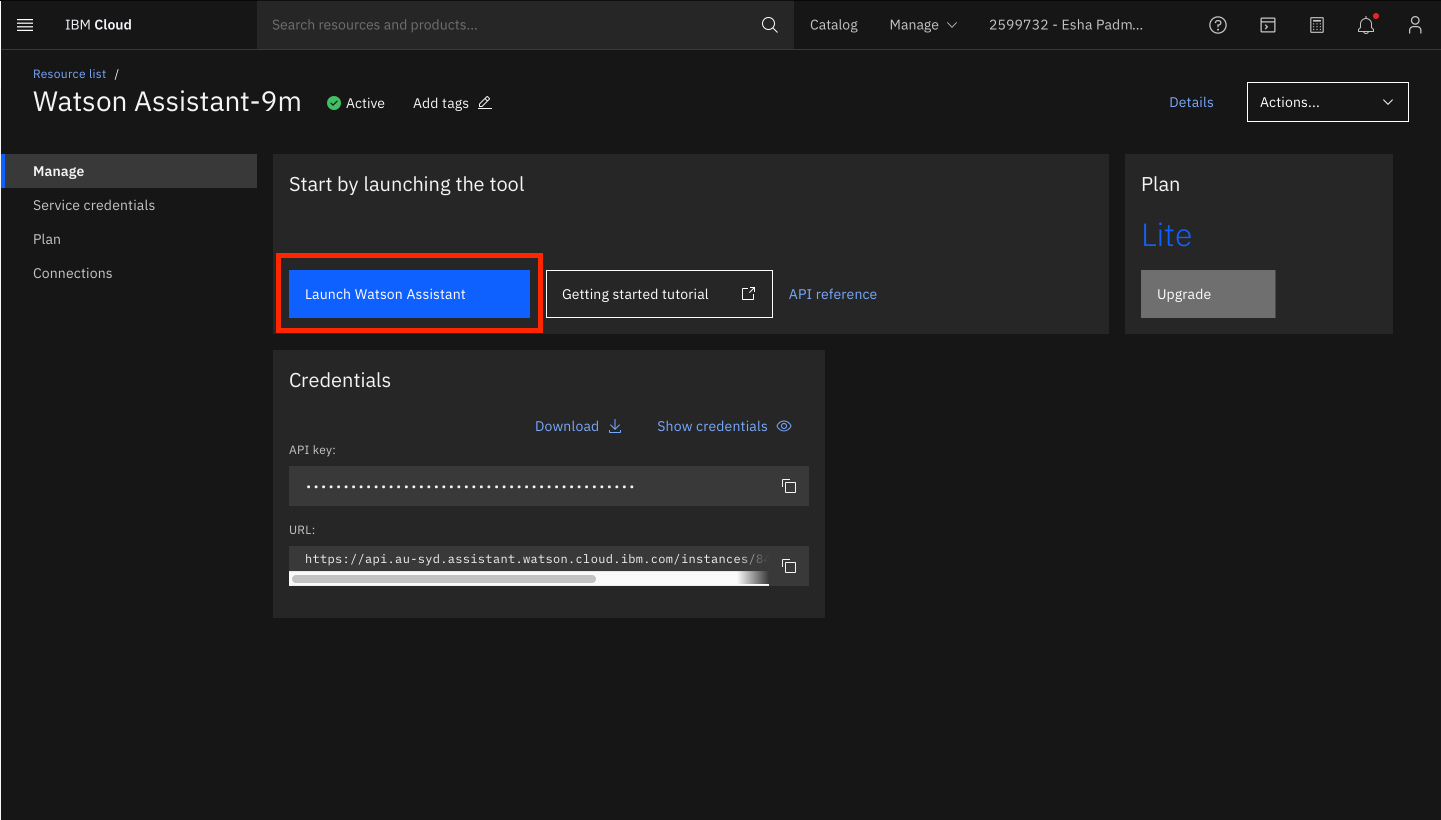 IBM Cloud
Search resources and products...
Catalog
Manage
2599732 - Esha Padm...
Resource list /
Watson Assistant-9m
Active
Add tags
Details
Actions...
Manage
Service credentials
Plan
Connections
Start by launching the tool
Launch Watson Assistant
Getting started tutorial
API reference
Plan
Lite
Upgrade
Credentials
Download
Show credentials
API key:
••••••••••••••••••••••••••••••••••••••••••••
URL:
https://api.au-syd.assistant.watson.cloud.ibm.com/instances/8